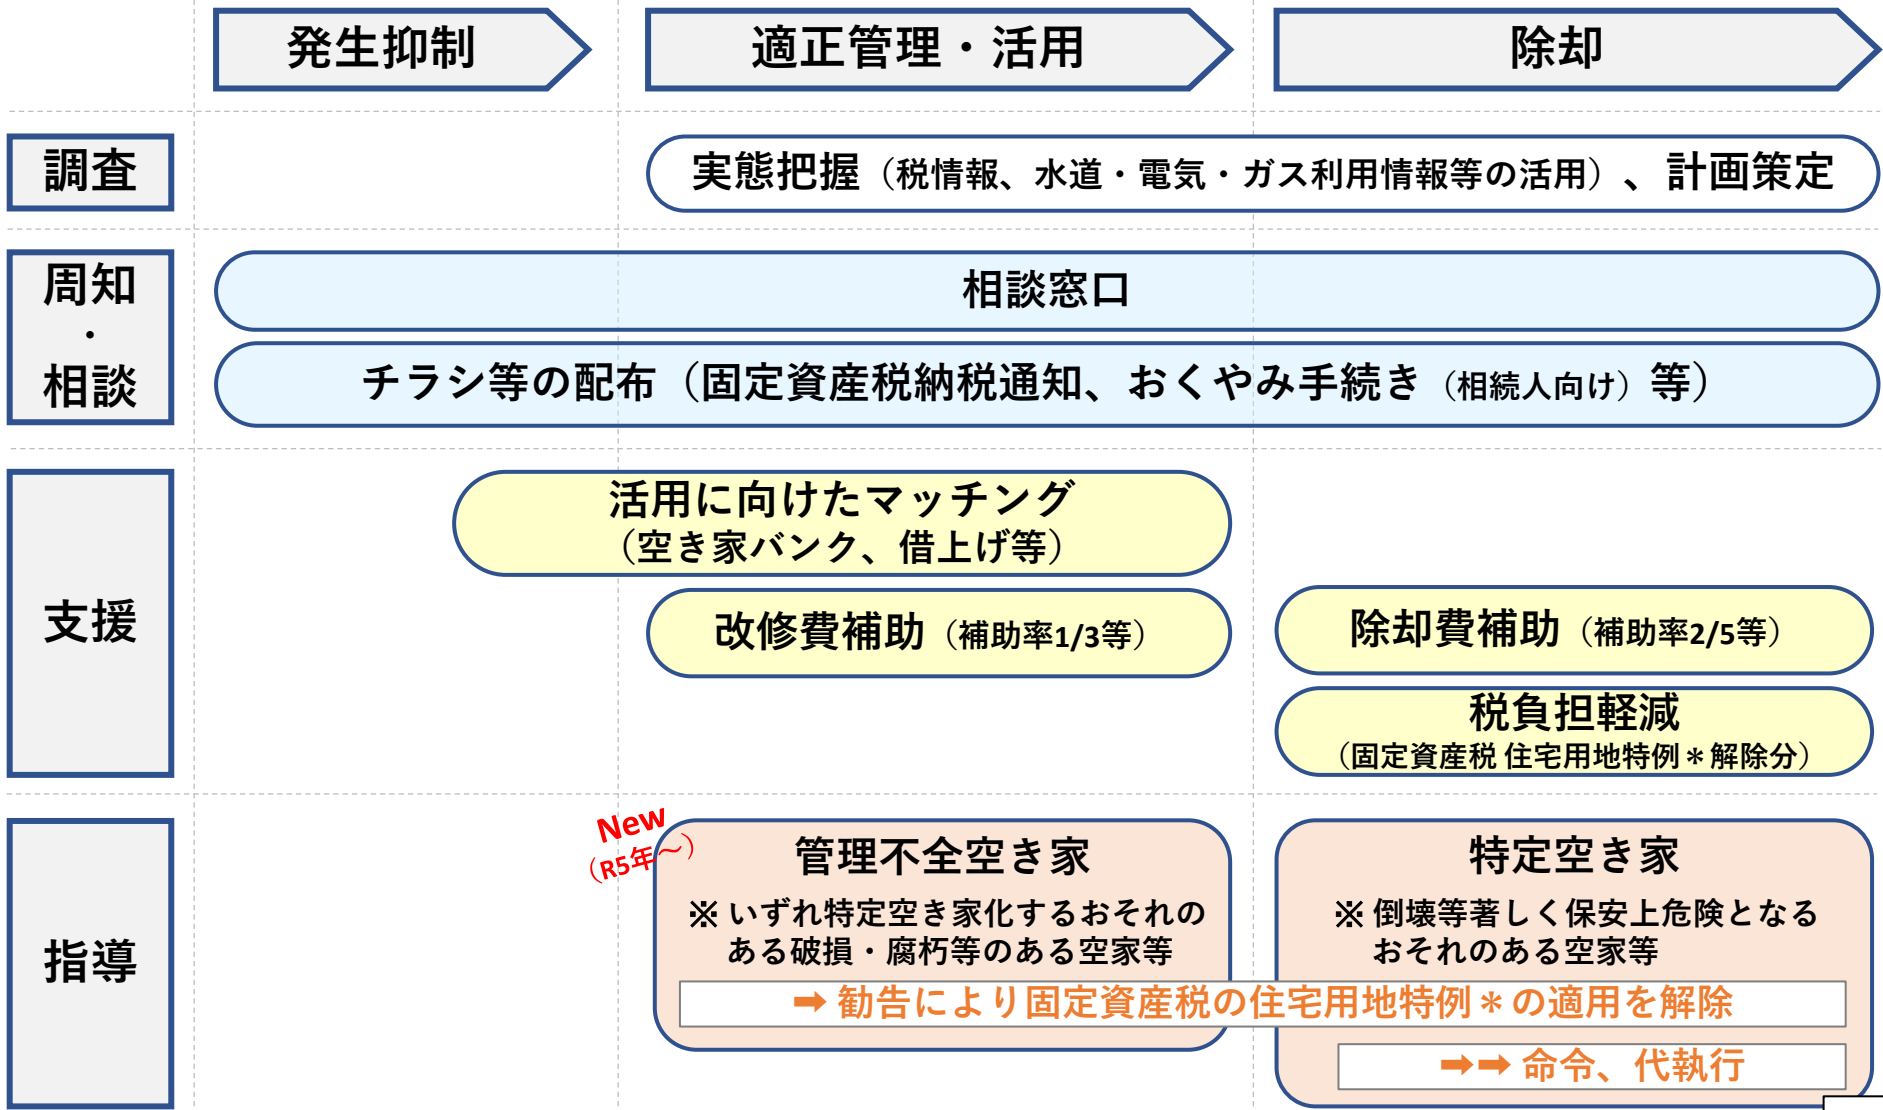 発生抑制
適正管理・活用
除却
調査
実態把握（税情報、水道・電気・ガス利用情報等の活用）、計画策定
周知
・
相談
相談窓口
チラシ等の配布（固定資産税納税通知、おくやみ手続き（相続人向け）等）
支援
活用に向けたマッチング
（空き家バンク、借上げ等）
改修費補助（補助率1/3等）
除却費補助（補助率2/5等）
税負担軽減
（固定資産税 住宅用地特例＊解除分）
指導
New
（R5年～）
管理不全空き家
※ いずれ特定空き家化するおそれの
ある破損・腐朽等のある空家等
特定空き家
※ 倒壊等著しく保安上危険となる
おそれのある空家等
➡ 勧告により固定資産税の住宅用地特例＊の適用を解除
➡➡ 命令、代執行